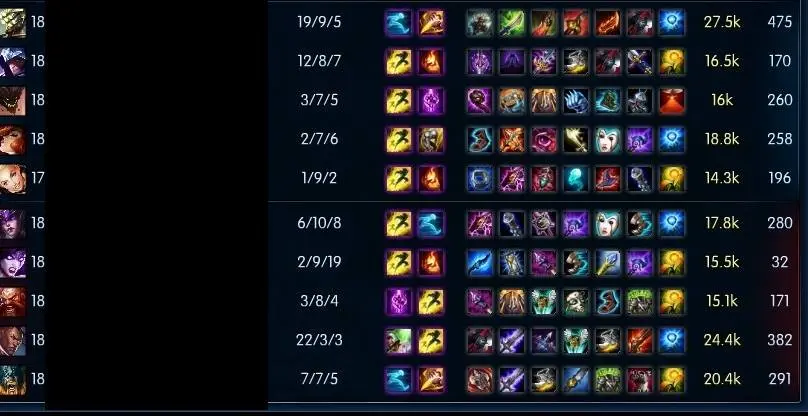 18 19/9/5 27.5k 475
18 12/8/7 16.5k 170
18 3/7/5 16k 260
18 2/7/6 18.8k 258
17 1/9/2 14.3k 196
18 6/10/8 17.8k 280
18 2/9/19 15.5k 32
18 3/8/4 15.1k 171
18 22/3/3 24.4k 382
18 7/7/5 20.4k 291